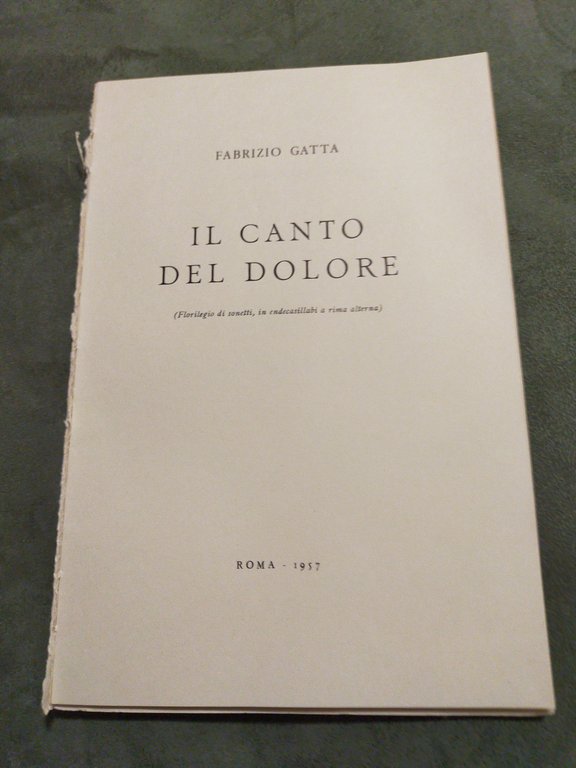 FABRIZIO GATTA
IL CANTO
DEL DOLORE
(Florilegio di sonetti, in endecasillabi a rima alterna)
ROMA - 1957